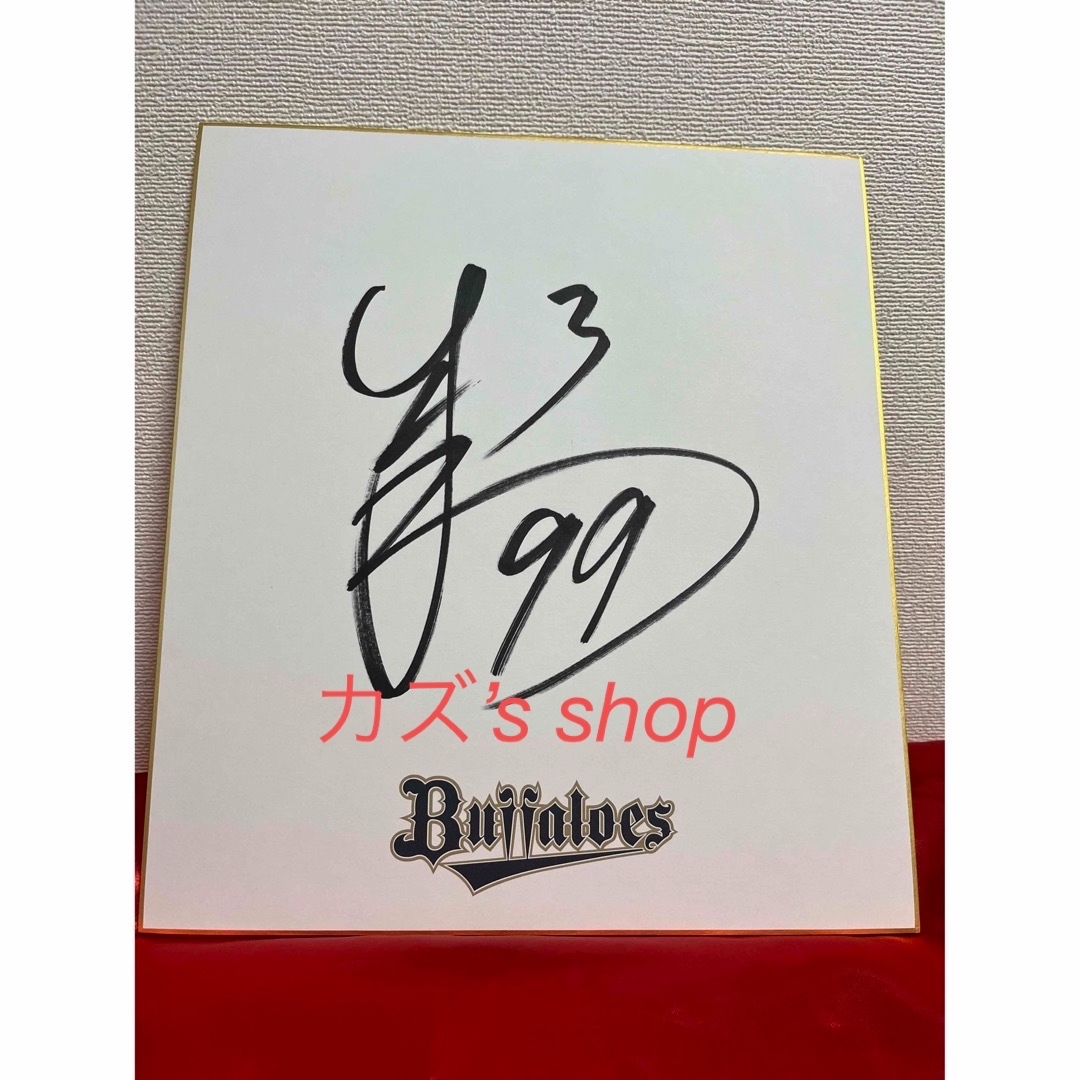 99
カズ’s shop
Buffaloes